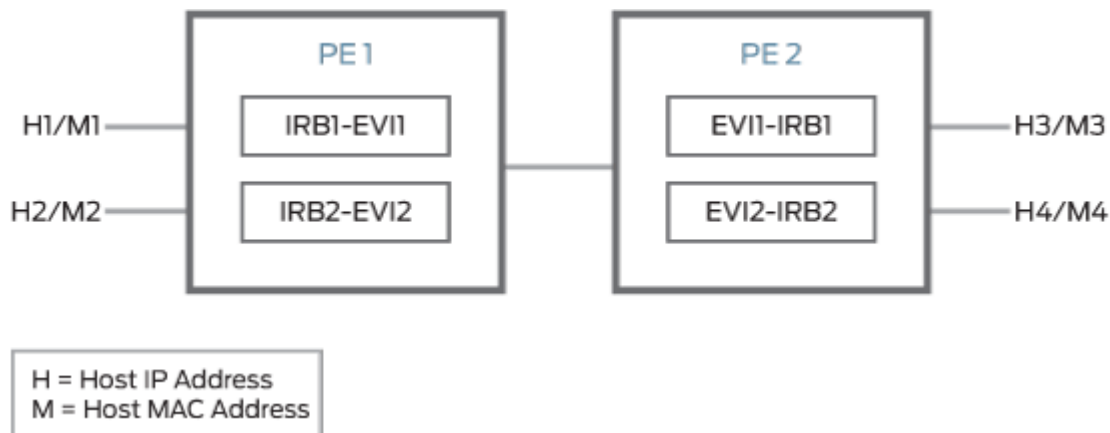 PE 1
PE 2
H1/M1
IRB1-EVI1
EVI1-IRB1
H3/M3
H2/M2
IRB2-EVI2
EVI2-IRB2
H4/M4
H = Host IP Address
M = Host MAC Address